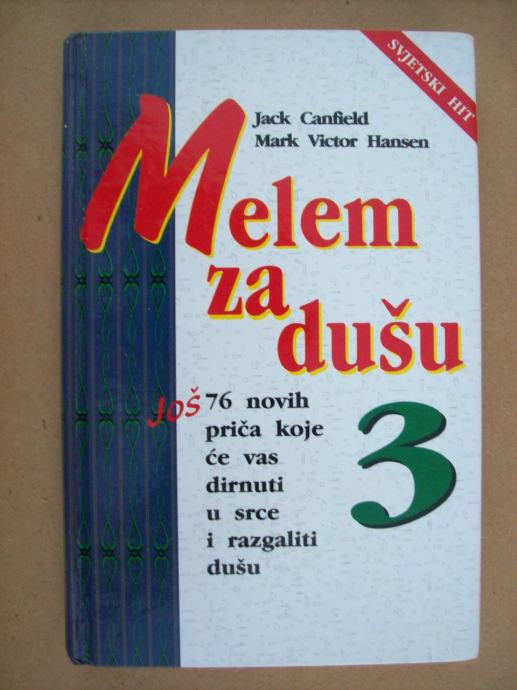 SVJETSKI HIT
Jack Canfield
Mark Victor Hansen
Melem
za
dušu
Još 76 novih
priča koje
će vas
dirnuti
u srce
i razgaliti
dušu
3